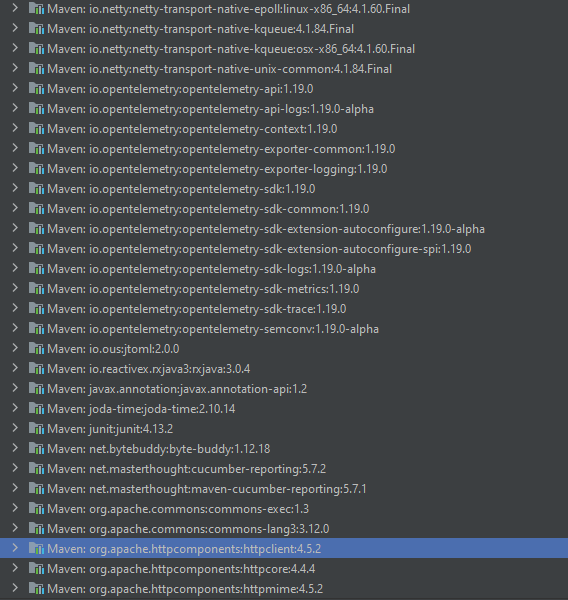 Maven: io.netty:netty-transport-native-epoll:linux-x86_64:4.1.60.Final
Maven: io.netty:netty-transport-native-kqueue:4.1.84.Final
Maven: io.netty:netty-transport-native-kqueue:osx-x86_64:4.1.60.Final
Maven: io.netty:netty-transport-native-unix-common:4.1.84.Final
Maven: io.opentelemetry:opentelemetry-api:1.19.0
Maven: io.opentelemetry:opentelemetry-api-logs:1.19.0-alpha
Maven: io.opentelemetry:opentelemetry-context:1.19.0
Maven: io.opentelemetry:opentelemetry-exporter-common:1.19.0
Maven: io.opentelemetry:opentelemetry-exporter-logging:1.19.0
Maven: io.opentelemetry:opentelemetry-sdk:1.19.0
Maven: io.opentelemetry:opentelemetry-sdk-common:1.19.0
Maven: io.opentelemetry:opentelemetry-sdk-extension-autoconfigure:1.19.0-alpha
Maven: io.opentelemetry:opentelemetry-sdk-extension-autoconfigure-spi:1.19.0
Maven: io.opentelemetry:opentelemetry-sdk-logs:1.19.0-alpha
Maven: io.opentelemetry:opentelemetry-sdk-metrics:1.19.0
Maven: io.opentelemetry:opentelemetry-sdk-trace:1.19.0
Maven: io.opentelemetry:opentelemetry-semconv:1.19.0-alpha
Maven: io.ous:jtoml:2.0.0
Maven: io.reactivex.rxjava3:rxjava:3.0.4
Maven: javax.annotation:javax.annotation-api:1.2
Maven: joda-time:joda-time:2.10.14
Maven: junit:junit:4.13.2
Maven: net.bytebuddy:byte-buddy:1.12.18
Maven: net.masterthought:cucumber-reporting:5.7.2
Maven: net.masterthought:maven-cucumber-reporting:5.7.1
Maven: org.apache.commons:commons-exec:1.3
Maven: org.apache.commons:commons-lang3:3.12.0
Maven: org.apache.httpcomponents:httpclient:4.5.2
Maven: org.apache.httpcomponents:httpcore:4.4.4
Maven: org.apache.httpcomponents:httpmime:4.5.2